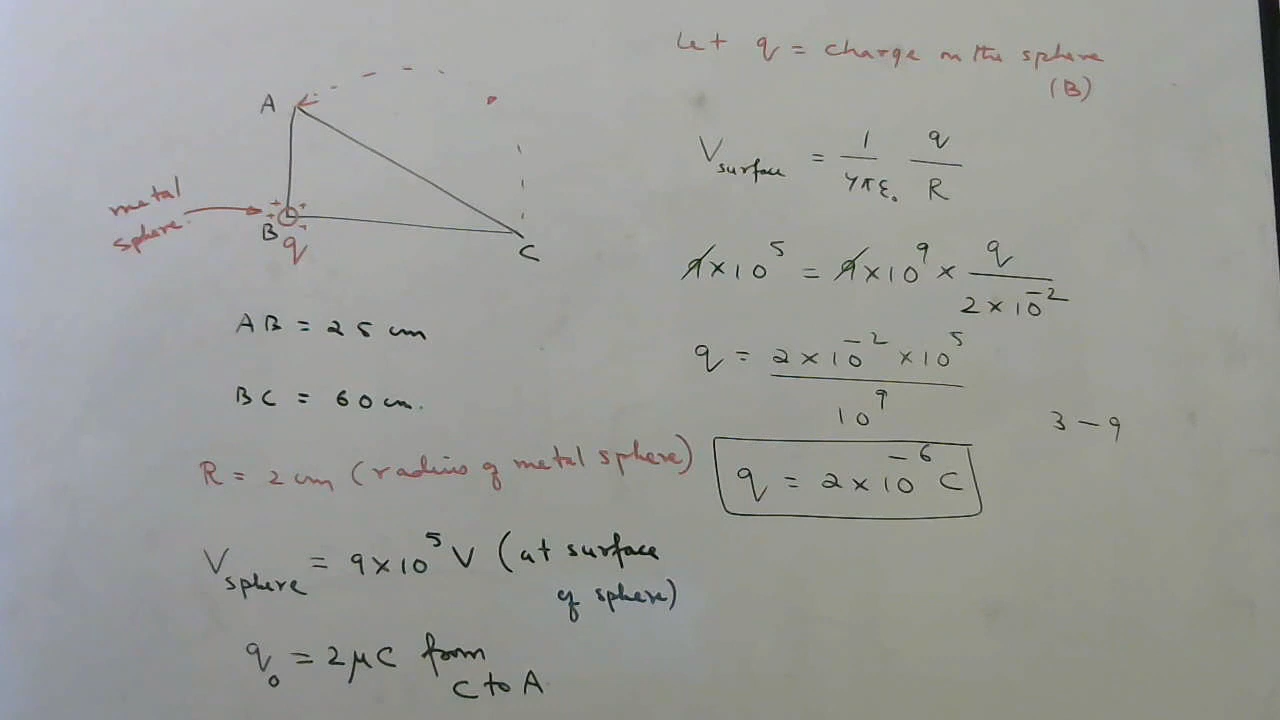 A
metal
sphere
B
q
C
AB = 25 cm
BC = 60 cm.
R = 2 cm (radius of metal sphere)
V sphere = 9×10^5 V (at surface
of sphere)
q₀ = 2μC form
C to A
Let q = charge on the sphere
(B)
V surface = 1/4πε₀ q/R
9×10^5 = 9×10^9 × q/2×10^-2
q = 2×10^-2 ×10^5
10^9
3 - 9
q = 2×10^-6 C